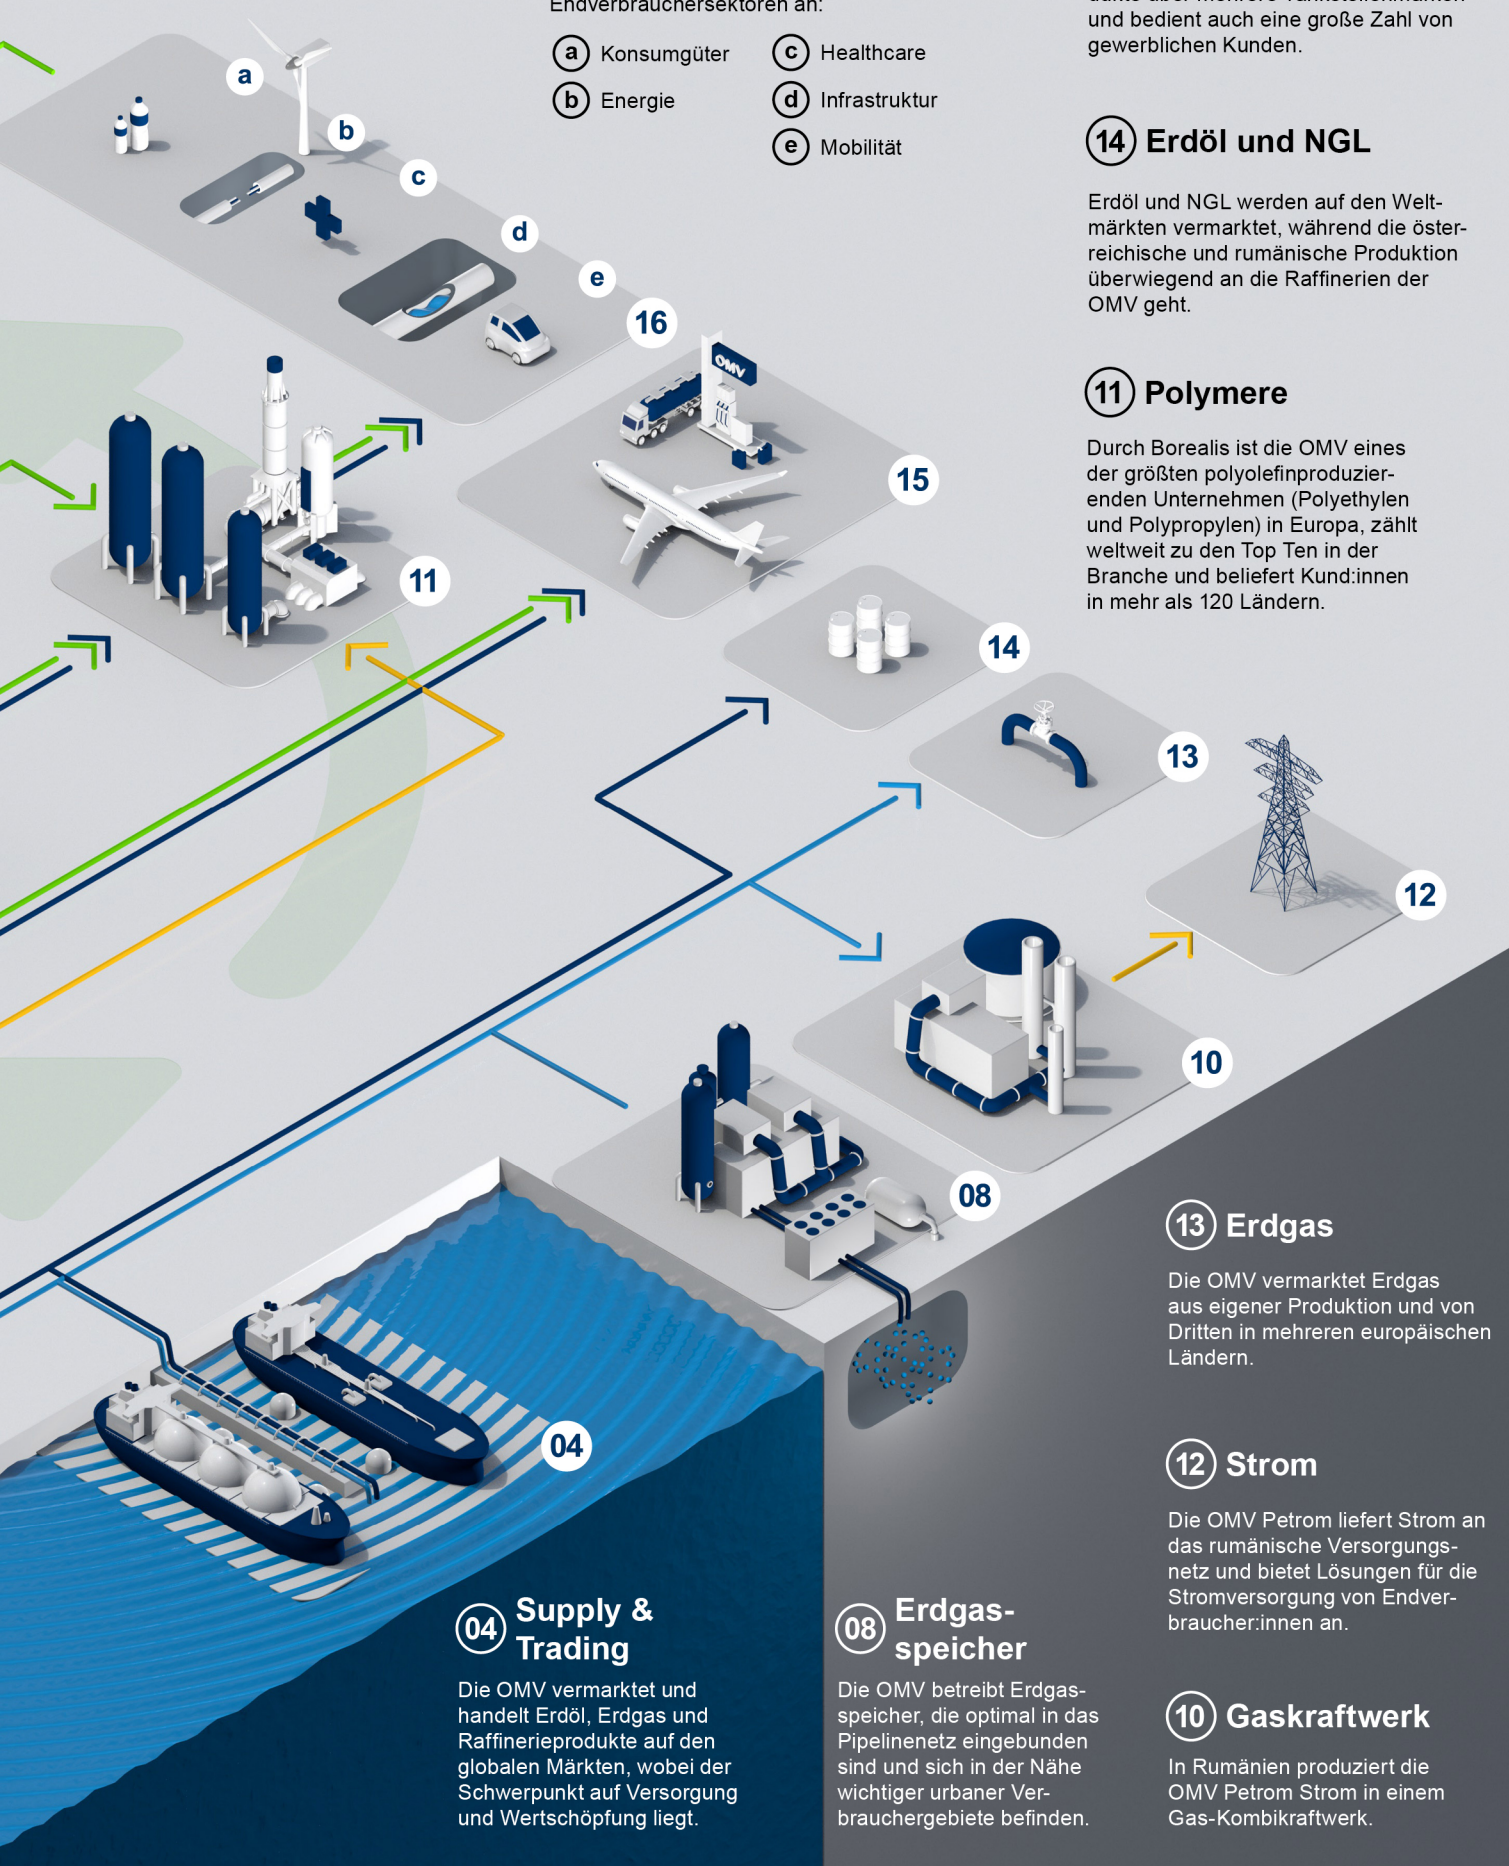 Endverbrauchersektoren an:
a Konsumgüter
b Energie
c Healthcare
d Infrastruktur
e Mobilität
und bedient auch eine große Zahl von
gewerblichen Kunden.
14 Erdöl und NGL
Erdöl und NGL werden auf den Welt-
märkten vermarktet, während die öster-
reichische und rumänische Produktion
überwiegend an die Raffinerien der
OMV geht.
11 Polymere
Durch Borealis ist die OMV eines
der größten polyolefinproduzier-
enden Unternehmen (Polyethylen
und Polypropylen) in Europa, zählt
weltweit zu den Top Ten in der
Branche und beliefert Kund:innen
in mehr als 120 Ländern.
a
b
c
d
e
16
OMV
15
11
14
13
12
10
08
04
13 Erdgas
Die OMV vermarktet Erdgas
aus eigener Produktion und von
Dritten in mehreren europäischen
Ländern.
12 Strom
Die OMV Petrom liefert Strom an
das rumänische Versorgungs-
netz und bietet Lösungen für die
Stromversorgung von Endver-
braucher:innen an.
04 Supply &
Trading
Die OMV vermarktet und
handelt Erdöl, Erdgas und
Raffinerieprodukte auf den
globalen Märkten, wobei der
Schwerpunkt auf Versorgung
und Wertschöpfung liegt.
08 Erdgas-
speicher
Die OMV betreibt Erdgas-
speicher, die optimal in das
Pipelinenetz eingebunden
sind und sich in der Nähe
wichtiger urbaner Ver-
brauchergebiete befinden.
10 Gaskraftwerk
In Rumänien produziert die
OMV Petrom Strom in einem
Gas-Kombikraftwerk.